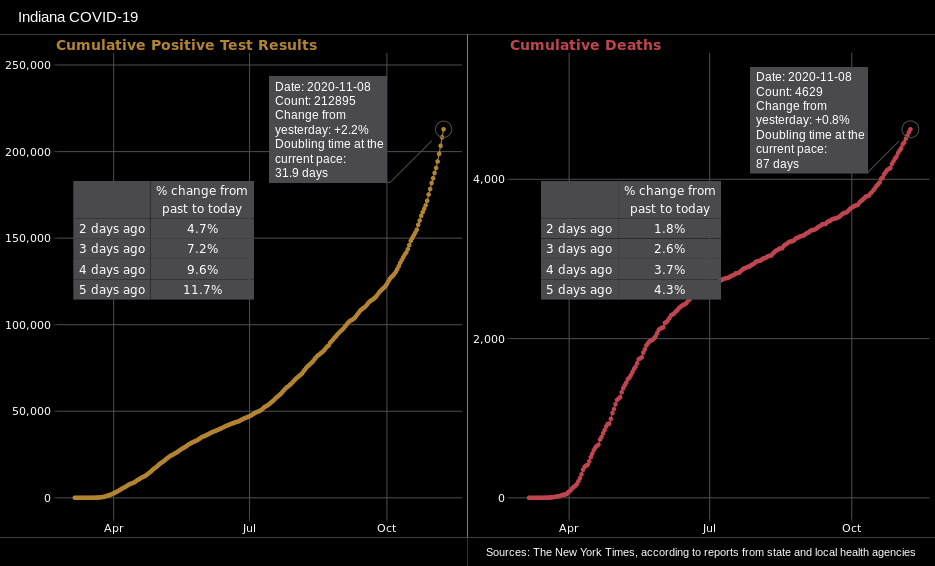 Indiana COVID-19
Cumulative Positive Test Results
250,000
200,000
150,000
100,000
50,000
0
Apr
Jul
Oct
Date: 2020-11-08
Count: 212895
Change from
yesterday: +2.2%
Doubling time at the
current pace:
31.9 days
% change from
past to today
2 days ago 4.7%
3 days ago 7.2%
4 days ago 9.6%
5 days ago 11.7%
Cumulative Deaths
4,000
2,000
0
Apr
Jul
Oct
Date: 2020-11-08
Count: 4629
Change from
yesterday: +0.8%
Doubling time at the
current pace:
87 days
% change from
past to today
2 days ago 1.8%
3 days ago 2.6%
4 days ago 3.7%
5 days ago 4.3%
Sources: The New York Times, according to reports from state and local health agencies